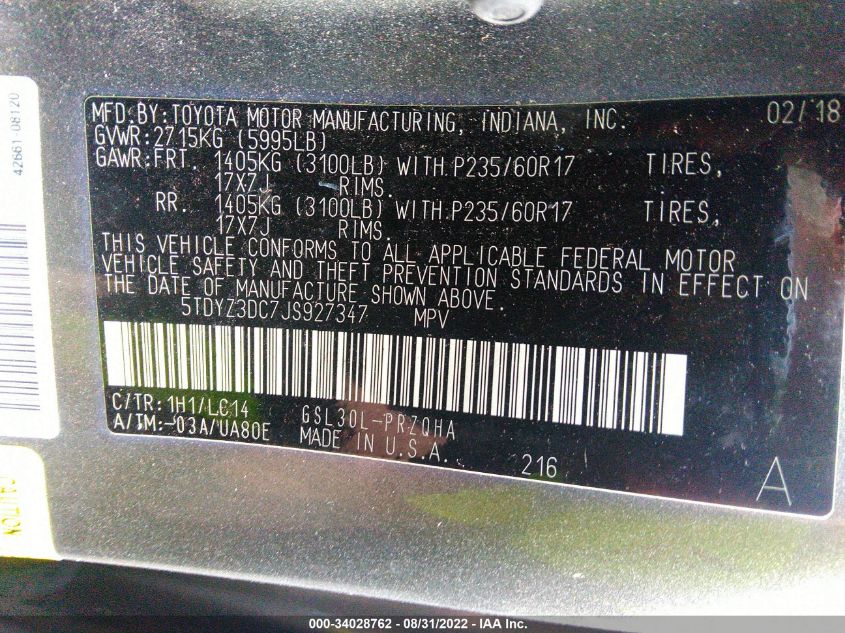 42661-08120
MFD.BY:TOYOTA MOTOR MANUFACTURING, INDIANA, INC. 02/18
GVWR:2715KG (5995LB)
GAWR:FRT. 1405KG (3100LB) WITH.P235/60R17 TIRES,
17X7J RIMS.
RR. 1405KG (3100LB) WITH.P235/60R17 TIRES,
17X7J RIMS.
THIS VEHICLE CONFORMS TO ALL APPLICABLE FEDERAL MOTOR
VEHICLE SAFETY AND THEFT PREVENTION STANDARDS IN EFFECT ON
THE DATE OF MANUFACTURE SHOWN ABOVE.
5TDYZ3DC7JS927347 MPV
C/TR:1H1/LC14 GSL30L-PRZQHA
A/TM:-03A/UA80E MADE IN U.S.A.
216
A
000-34028762 - 08/31/2022 - IAA Inc.